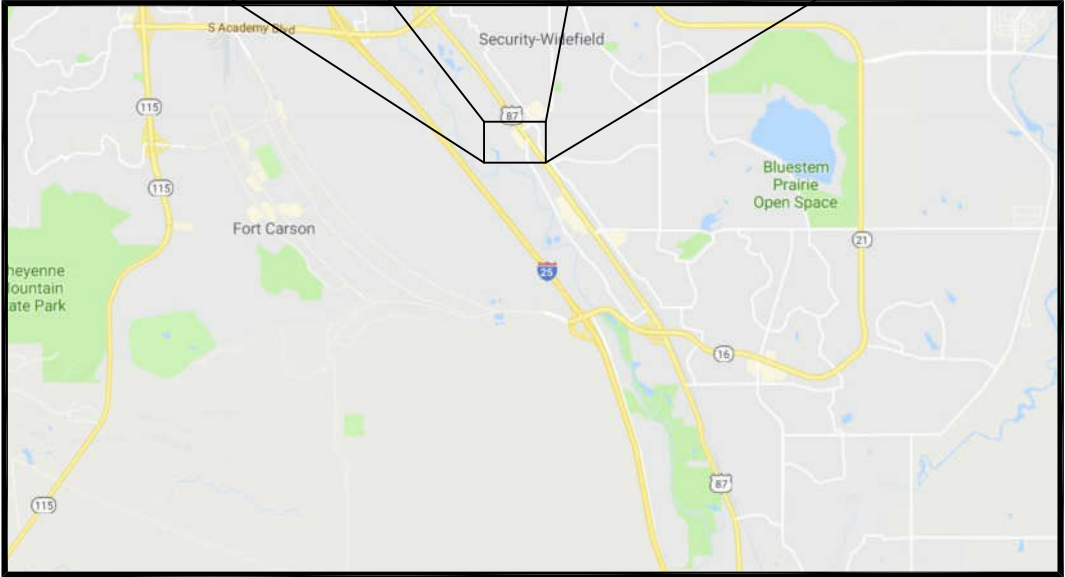 S Academy Blvd
Security-Widefield
115
87
Bluestem
Prairie
Open Space
115
Fort Carson
21
heyenne
ountain
ate Park
25
16
87
115